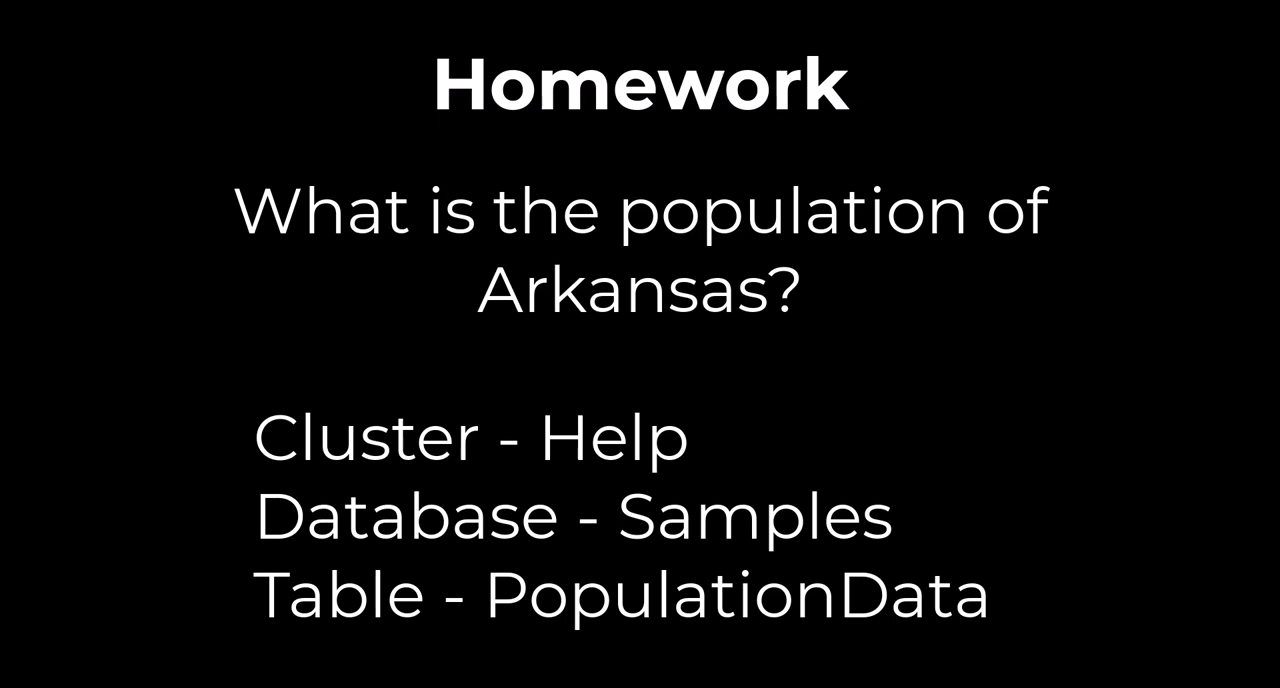 Homework
What is the population of
Arkansas?
Cluster - Help
Database - Samples
Table - PopulationData